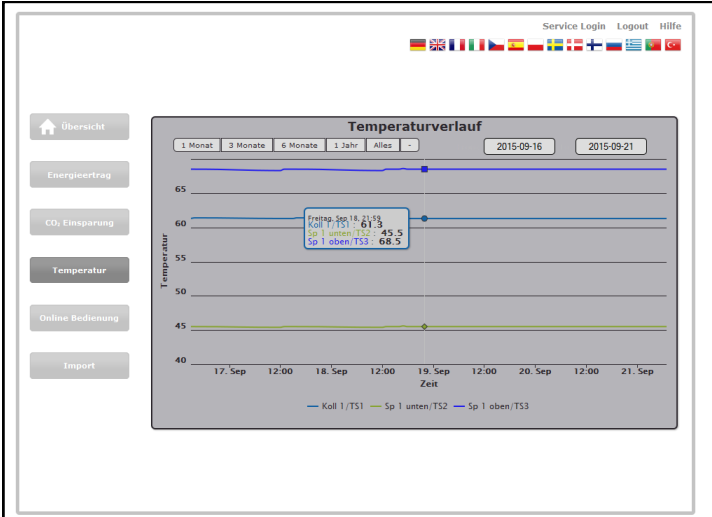 Service Login Logout Hilfe
Übersicht
Energieertrag
CO₂ Einsparung
Temperatur
Online Bedienung
Import
Temperaturverlauf
1 Monat 3 Monate 6 Monate 1 Jahr Alles -
2015-09-16 2015-09-21
Temperatur
65
60
55
50
45
40
Freitag, Sep 18, 21:59
Koll 1/TS1 : 61.3
Sp 1 unten/TS2 : 45.5
Sp 1 oben/TS3 : 68.5
17. Sep 12:00 18. Sep 12:00 19. Sep 12:00 20. Sep 12:00 21. Sep
Zeit
Koll 1/TS1 Sp 1 unten/TS2 Sp 1 oben/TS3